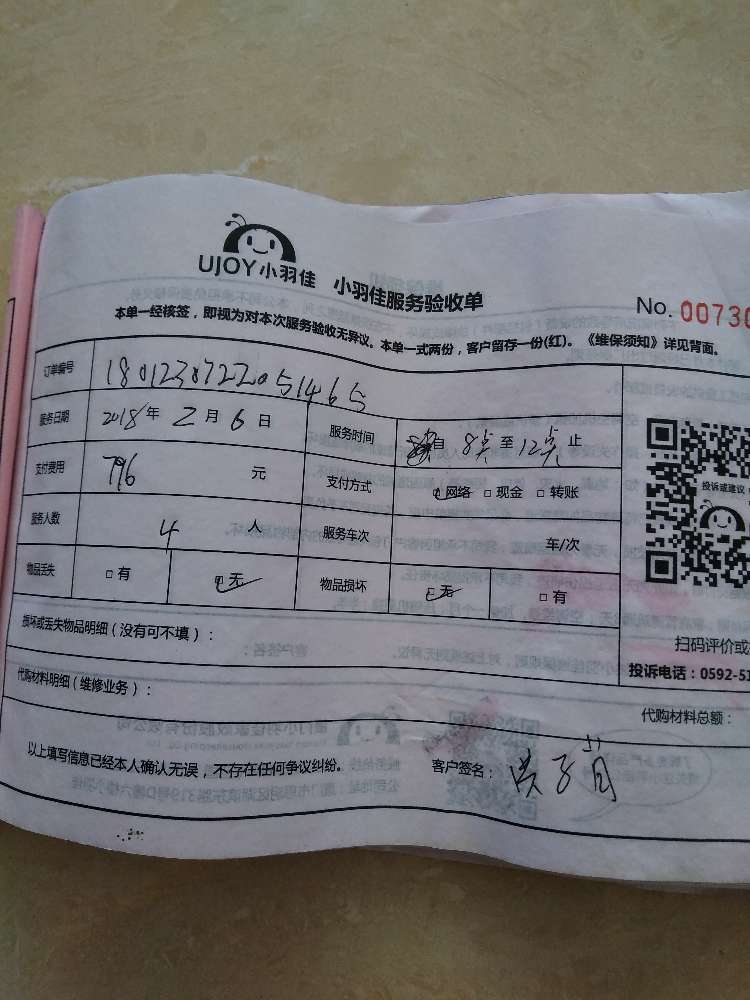 UJOY小羽佳 小羽佳服务验收单
No. 00730
本单一经核签，即视为对本次服务验收无异议。本单一式两份，客户留存一份(红)。《维保须知》详见背面。
订单编号 180123072205 1465
服务日期 2018年 2月 6日 服务时间 自 8点 至 12点 止
投诉或建议
支付费用 796 元 支付方式 ☑网络 □现金 □转账
服务人数 4 人 服务车次 车/次
物品丢失 □有 ☑无 物品损坏 ☑无 □有
损坏或丢失物品明细（没有可不填）：
扫码评价或
投诉电话：0592-51
代购材料明细（维修业务）：
代购材料总额：
以上填写信息已经本人确认无误，不存在任何争议纠纷。 客户签名：